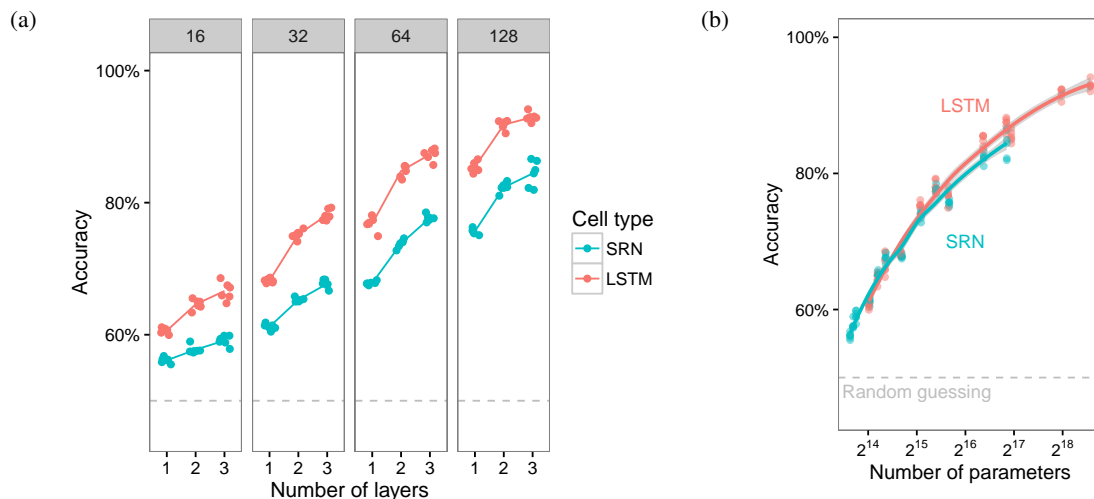 (a)
16 32 64 128
100%
80%
60%
Accuracy
1 2 3 1 2 3 1 2 3 1 2 3
Number of layers
Cell type
SRN
LSTM
(b)
100%
80%
60%
Accuracy
LSTM
SRN
Random guessing
2^14 2^15 2^16 2^17 2^18
Number of parameters